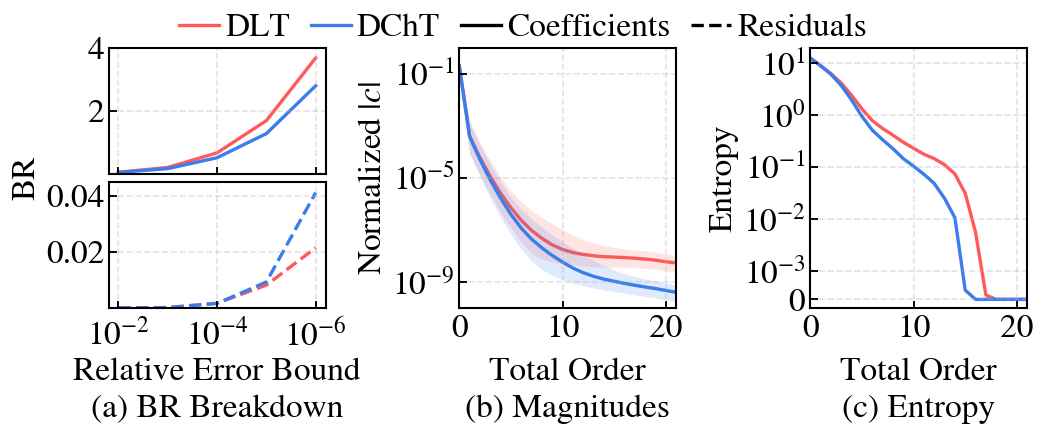 DLT DChT Coefficients Residuals
BR
4
2
0.04
0.02
10^{-2} 10^{-4} 10^{-6}
Relative Error Bound
(a) BR Breakdown
Normalized |c|
10^{-1}
10^{-5}
10^{-9}
0 10 20
Total Order
(b) Magnitudes
Entropy
10^{1}
10^{0}
10^{-1}
10^{-2}
10^{-3}
0
0 10 20
Total Order
(c) Entropy